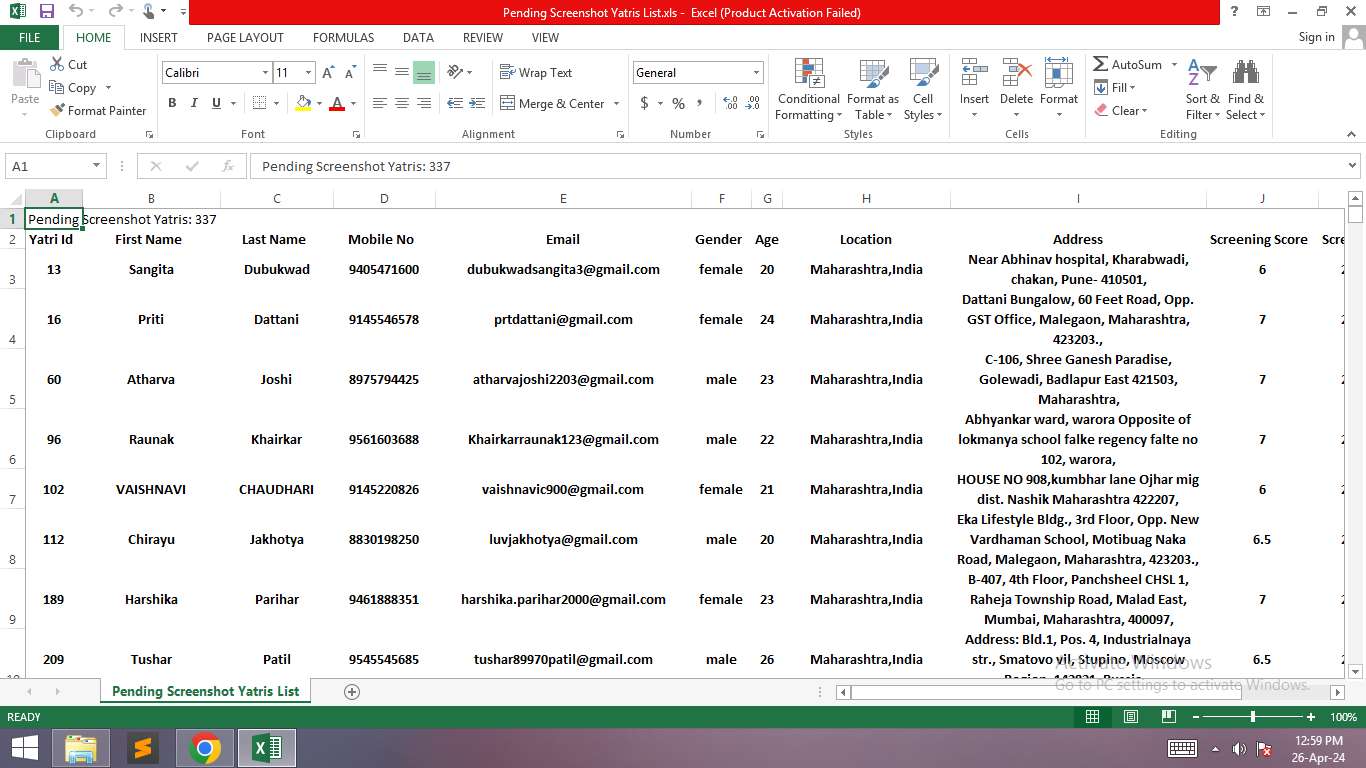 Pending Screenshot Yatris List.xls - Excel (Product Activation Failed)
FILE HOME INSERT PAGE LAYOUT FORMULAS DATA REVIEW VIEW Sign in
Paste Cut Copy Format Painter Clipboard
Calibri 11 B I U Font
Wrap Text Merge & Center Alignment
General $ % Number
Conditional Formatting Format as Table Cell Styles Styles
Insert Delete Format Cells
AutoSum Fill Clear Sort & Filter Find & Select Editing
A1 fx Pending Screenshot Yatris: 337
A B C D E F G H I J
1 Pending Screenshot Yatris: 337
2 Yatri Id First Name Last Name Mobile No Email Gender Age Location Address Screening Score Scre
3 13 Sangita Dubukwad 9405471600 dubukwadsangita3@gmail.com female 20 Maharashtra,India Near Abhinav hospital, Kharabwadi,
chakan, Pune- 410501, 6 2
4 16 Priti Dattani 9145546578 prtdattani@gmail.com female 24 Maharashtra,India Dattani Bungalow, 60 Feet Road, Opp.
GST Office, Malegaon, Maharashtra,
423203., 7 2
5 60 Atharva Joshi 8975794425 atharvajoshi2203@gmail.com male 23 Maharashtra,India C-106, Shree Ganesh Paradise,
Golewadi, Badlapur East 421503,
Maharashtra, 7 2
6 96 Raunak Khairkar 9561603688 Khairkarraunak123@gmail.com male 22 Maharashtra,India Abhyankar ward, warora Opposite of
lokmanya school falke regency falte no
102, warora, 7 2
7 102 VAISHNAVI CHAUDHARI 9145220826 vaishnavic900@gmail.com female 21 Maharashtra,India HOUSE NO 908,kumbhar lane Ojhar mig
dist. Nashik Maharashtra 422207, 6 2
8 112 Chirayu Jakhotya 8830198250 luvjakhotya@gmail.com male 20 Maharashtra,India Eka Lifestyle Bldg., 3rd Floor, Opp. New
Vardhaman School, Motibuag Naka
Road, Malegaon, Maharashtra, 423203., 6.5 2
9 189 Harshika Parihar 9461888351 harshika.parihar2000@gmail.com female 23 Maharashtra,India B-407, 4th Floor, Panchsheel CHSL 1,
Raheja Township Road, Malad East,
Mumbai, Maharashtra, 400097, 7 2
209 Tushar Patil 9545545685 tushar89970patil@gmail.com male 26 Maharashtra,India Address: Bld.1, Pos. 4, Industrialnaya
str., Smatovo vil, Stupino, Moscow 6.5 2
Activate Windows
Go to PC settings to activate Windows.
Pending Screenshot Yatris List
READY 100%
12:59 PM
26-Apr-24